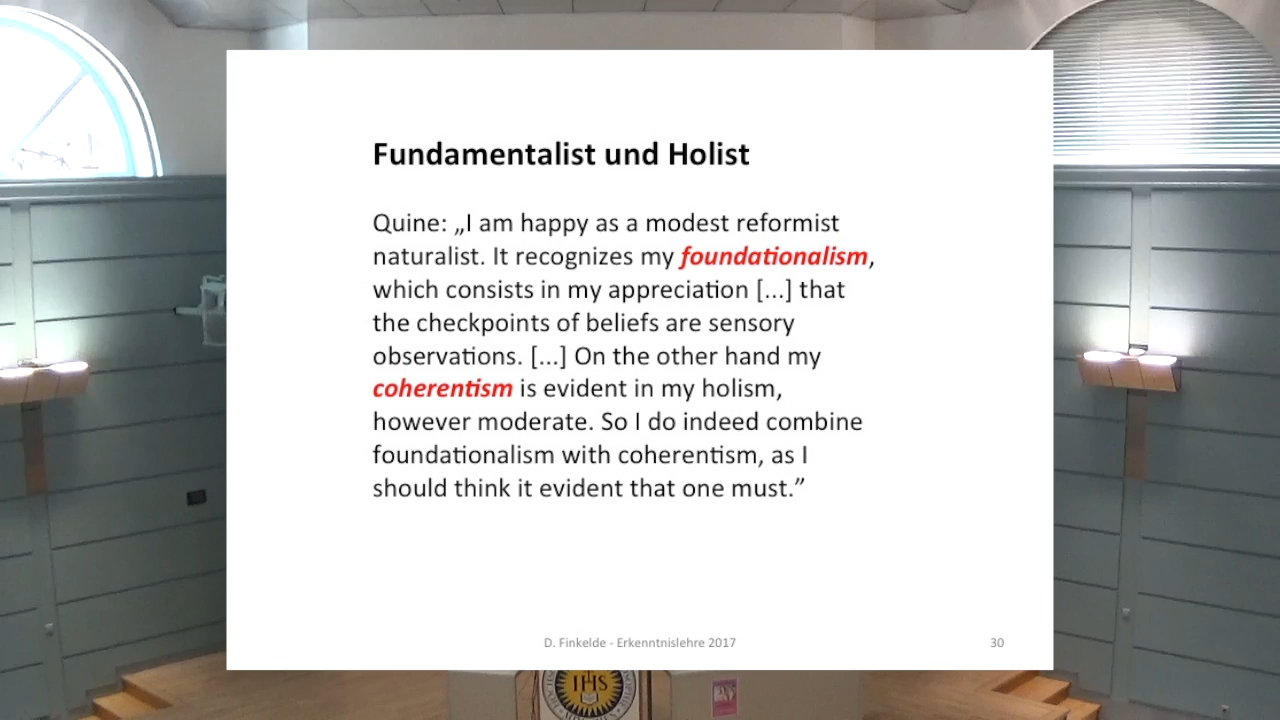 Fundamentalist und Holist
Quine: „I am happy as a modest reformist
naturalist. It recognizes my foundationalism,
which consists in my appreciation [...] that
the checkpoints of beliefs are sensory
observations. [...] On the other hand my
coherentism is evident in my holism,
however moderate. So I do indeed combine
foundationalism with coherentism, as I
should think it evident that one must.”
D. Finkelde - Erkenntnislehre 2017
30
IHS